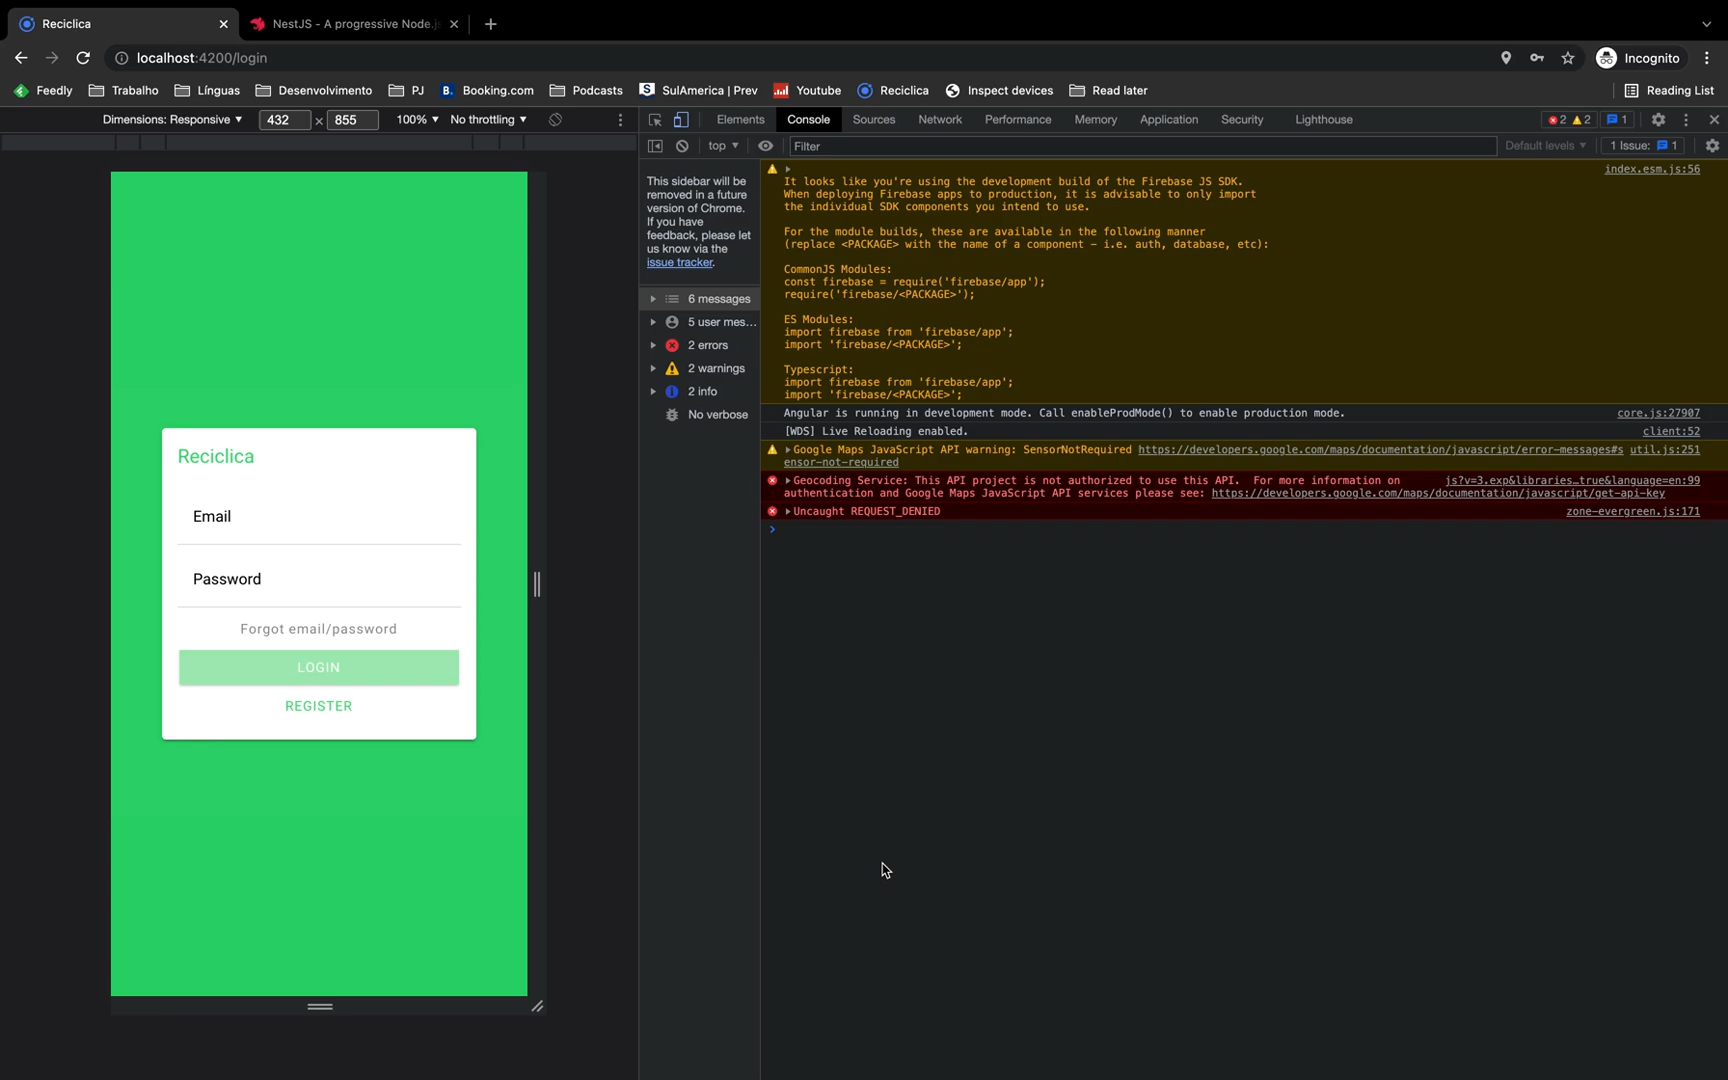 Reciclica
NestJS - A progressive Node.js
localhost:4200/login
Incognito
Feedly
Trabalho
Línguas
Desenvolvimento
PJ
Booking.com
Podcasts
SulAmerica | Prev
Youtube
Reciclica
Inspect devices
Read later
Reading List
Dimensions: Responsive
432
×
855
100%
No throttling
Elements
Console
Sources
Network
Performance
Memory
Application
Security
Lighthouse
2
2
1
top
Filter
Default levels
1 Issue:
1
Reciclica
Email
Password
Forgot email/password
LOGIN
REGISTER
This sidebar will be
removed in a future
version of Chrome.
If you have
feedback, please let
us know via the
issue tracker.
6 messages
5 user mes...
2 errors
2 warnings
2 info
No verbose
index.esm.js:56
It looks like you're using the development build of the Firebase JS SDK.
When deploying Firebase apps to production, it is advisable to only import
the individual SDK components you intend to use.
For the module builds, these are available in the following manner
(replace <PACKAGE> with the name of a component – i.e. auth, database, etc):
CommonJS Modules:
const firebase = require('firebase/app');
require('firebase/<PACKAGE>');
ES Modules:
import firebase from 'firebase/app';
import 'firebase/<PACKAGE>';
Typescript:
import firebase from 'firebase/app';
import 'firebase/<PACKAGE>';
Angular is running in development mode. Call enableProdMode() to enable production mode.
core.js:27907
[WDS] Live Reloading enabled.
client:52
Google Maps JavaScript API warning: SensorNotRequired https://developers.google.com/maps/documentation/javascript/error-messages#s
util.js:251
ensor-not-required
Geocoding Service: This API project is not authorized to use this API. For more information on
js?v=3.exp&libraries…true&language=en:99
authentication and Google Maps JavaScript API services please see: https://developers.google.com/maps/documentation/javascript/get-api-key
Uncaught REQUEST_DENIED
zone-evergreen.js:171